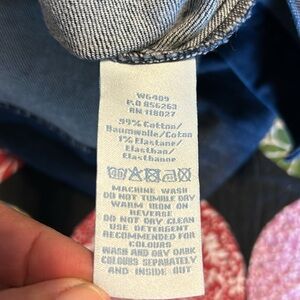 W6409
P.O 856263
RN 118027
99% Cotton/
Baumwolle/Coton
1% Elastane/
Elasthan/
Elasthanne
MACHINE WASH
DO NOT TUMBLE DRY
WARM IRON ON
REVERSE
DO NOT DRY CLEAN
USE DETERGENT
RECOMMENDED FOR
COLOURS
WASH AND DRY DARK
COLOURS SEPARATELY
AND INSIDE OUT